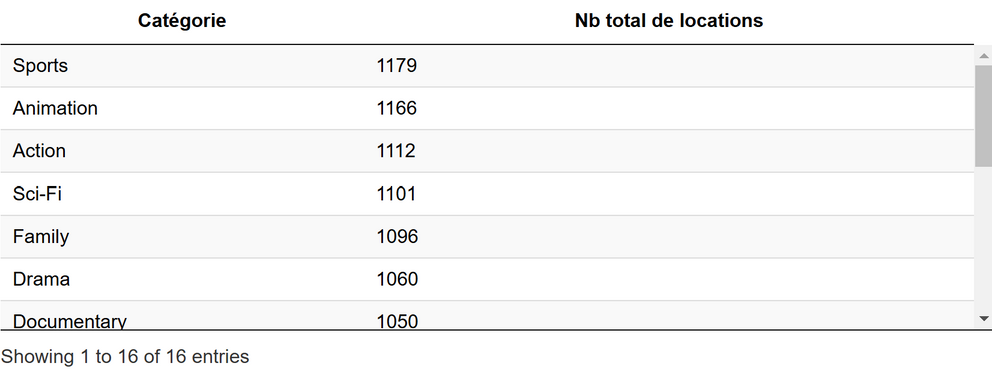 Catégorie Nb total de locations
Sports 1179
Animation 1166
Action 1112
Sci-Fi 1101
Family 1096
Drama 1060
Documentary 1050
Showing 1 to 16 of 16 entries